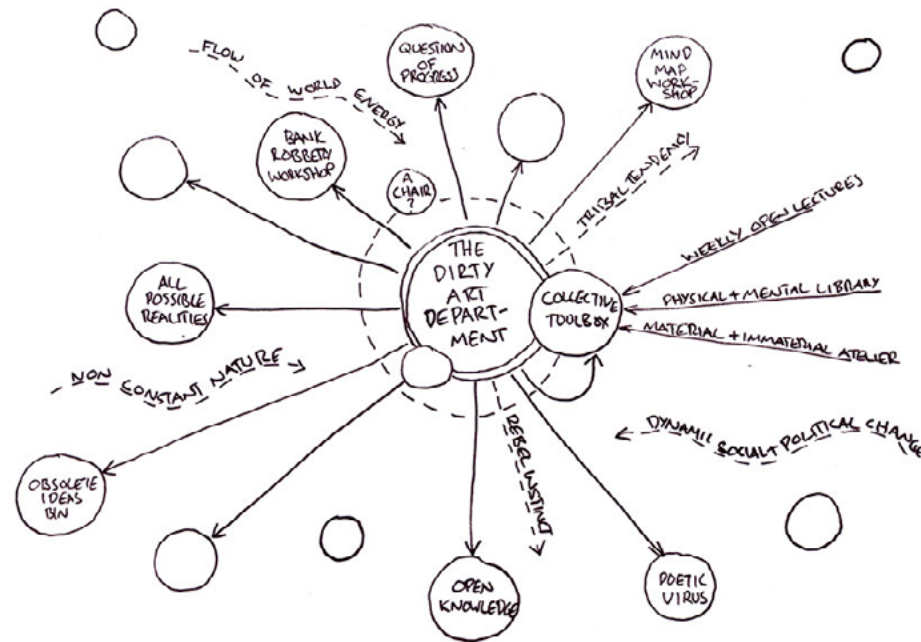 FLOW OF WORLD ENERGY
QUESTION
OF
PROGRESS
MIND
MAP
WORK-
SHOP
BANK
ROBBERY
WORKSHOP
A
CHAIR
?
TRIBAL TENDENCY
WEEKLY OPEN LECTURES
THE
DIRTY
ART
DEPART-
MENT
ALL
POSSIBLE
REALITIES
COLLECTIVE
TOOLBOX
PHYSICAL + MENTAL LIBRARY
MATERIAL + IMMATERIAL ATELIER
NON CONSTANT NATURE
DYNAMIC SOCIAL + POLITICAL CHANGE
REBEL INSTINCT
OBSOLETE
IDEAS
BIN
OPEN
KNOWLEDGE
POETIC
VIRUS